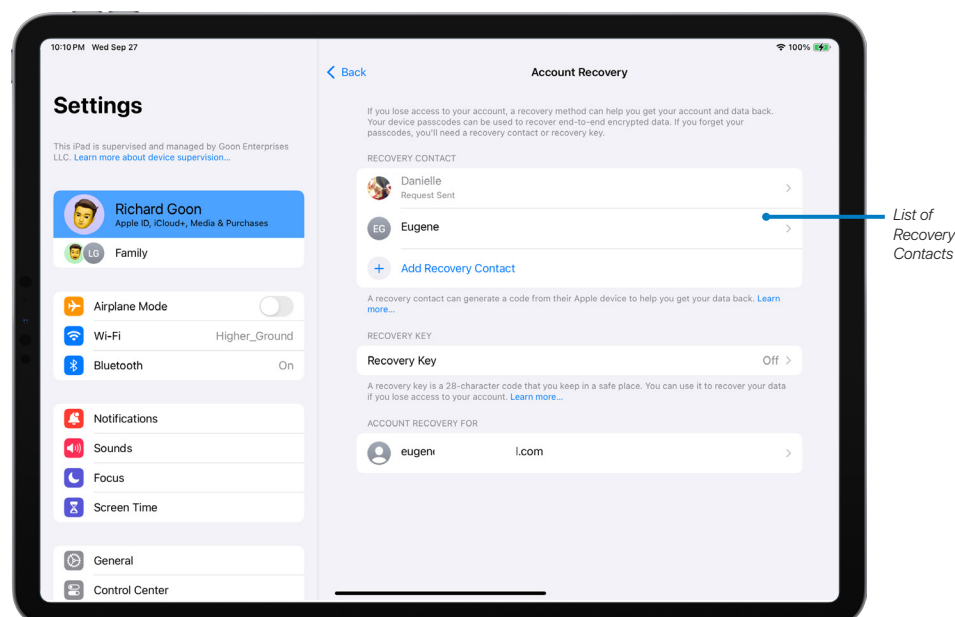 10:10 PM Wed Sep 27
100%
Settings
This iPad is supervised and managed by Goon Enterprises
LLC. Learn more about device supervision...
Richard Goon
Apple ID, iCloud+, Media & Purchases
LG
Family
Airplane Mode
Wi-Fi
Higher_Ground
Bluetooth
On
Notifications
Sounds
Focus
Screen Time
General
Control Center
Back
Account Recovery
If you lose access to your account, a recovery method can help you get your account and data back.
Your device passcodes can be used to recover end-to-end encrypted data. If you forget your
passcodes, you'll need a recovery contact or recovery key.
RECOVERY CONTACT
Danielle
Request Sent
EG
Eugene
Add Recovery Contact
A recovery contact can generate a code from their Apple device to help you get your data back. Learn
more...
RECOVERY KEY
Recovery Key
Off
A recovery key is a 28-character code that you keep in a safe place. You can use it to recover your data
if you lose access to your account. Learn more...
ACCOUNT RECOVERY FOR
.com
List of
Recovery
Contacts